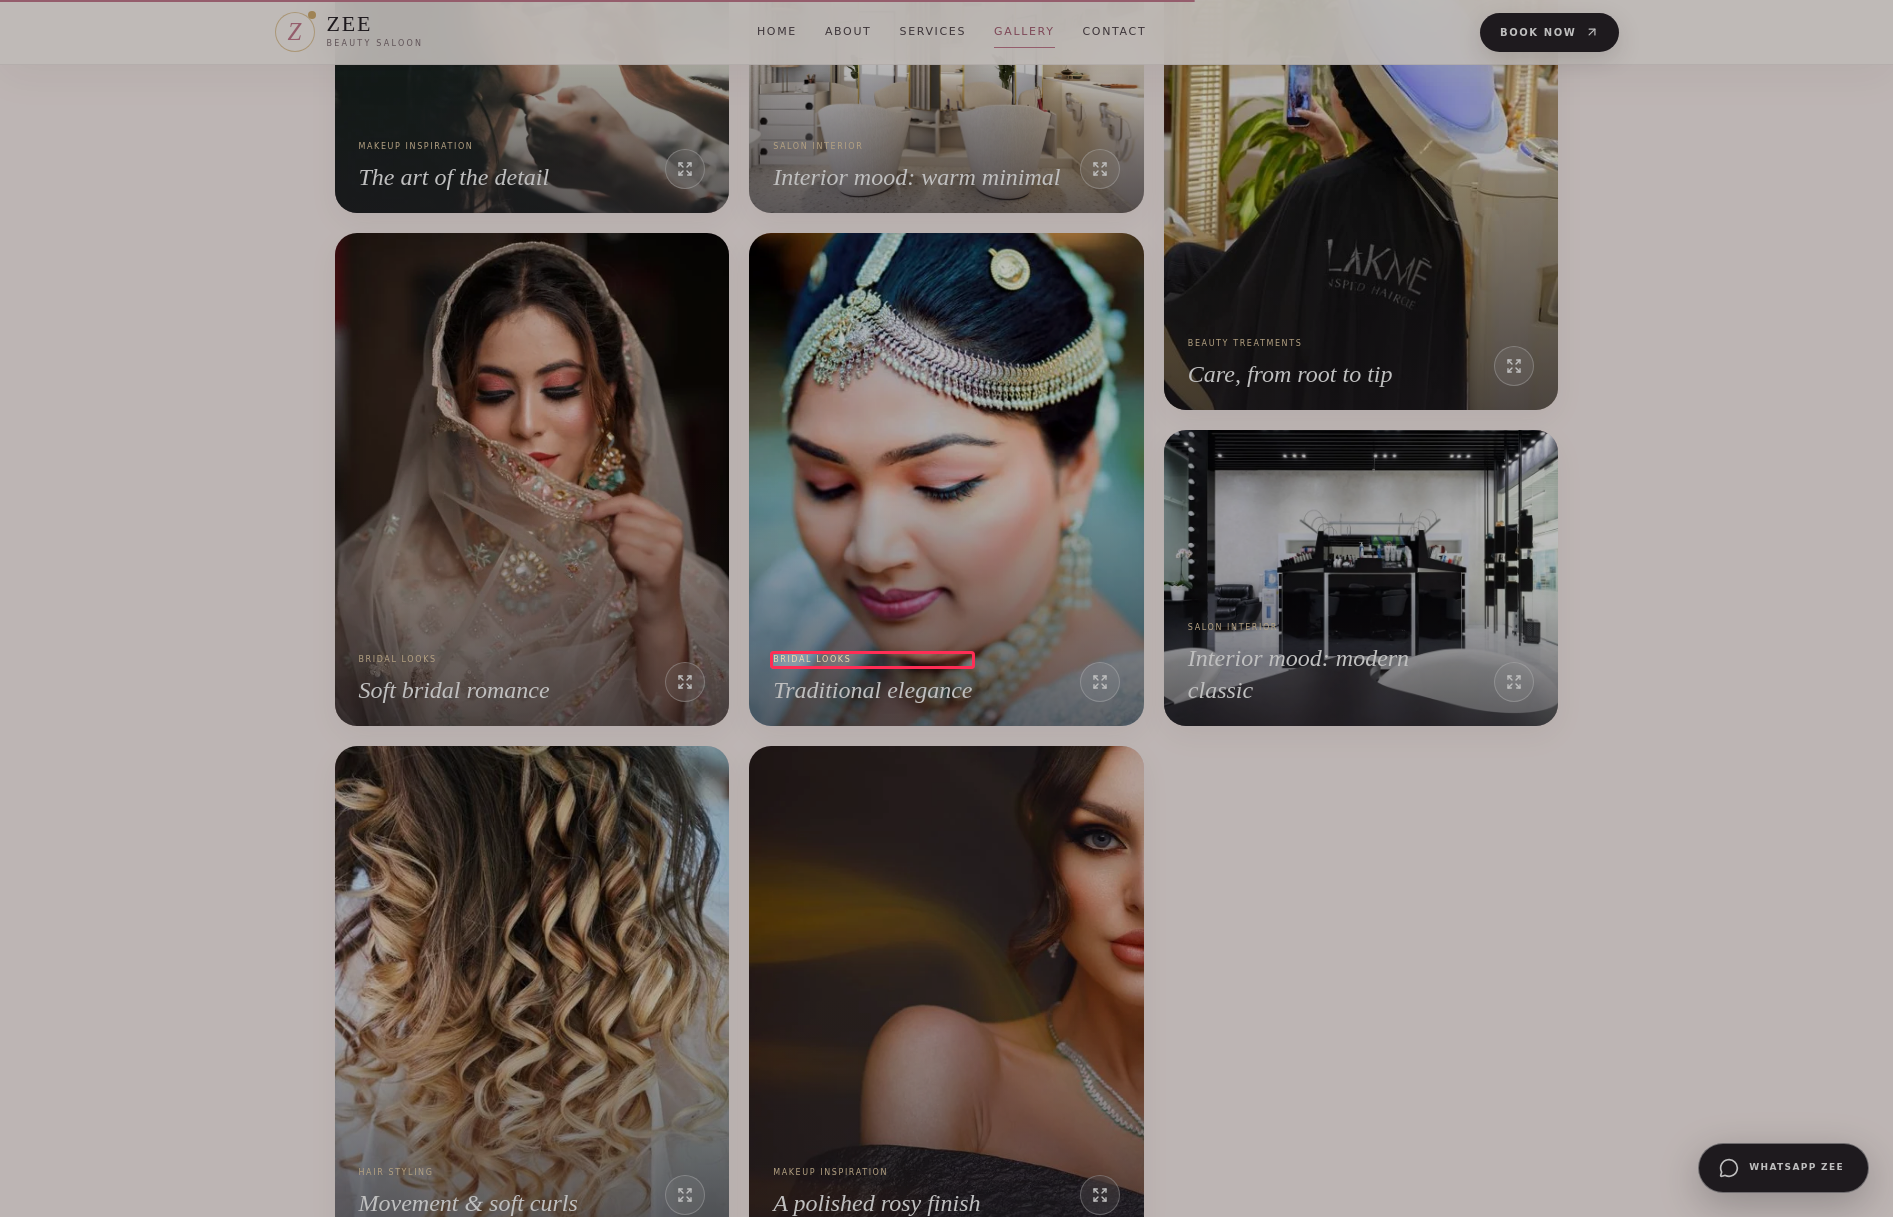 Z
ZEE
BEAUTY SALOON
HOME
ABOUT
SERVICES
GALLERY
CONTACT
BOOK NOW
MAKEUP INSPIRATION
The art of the detail
SALON INTERIOR
Interior mood: warm minimal
LAKMĒ
BEAUTY TREATMENTS
Care, from root to tip
BRIDAL LOOKS
Soft bridal romance
BRIDAL LOOKS
Traditional elegance
SALON INTERIOR
Interior mood: modern
classic
HAIR STYLING
Movement & soft curls
MAKEUP INSPIRATION
A polished rosy finish
WHATSAPP ZEE